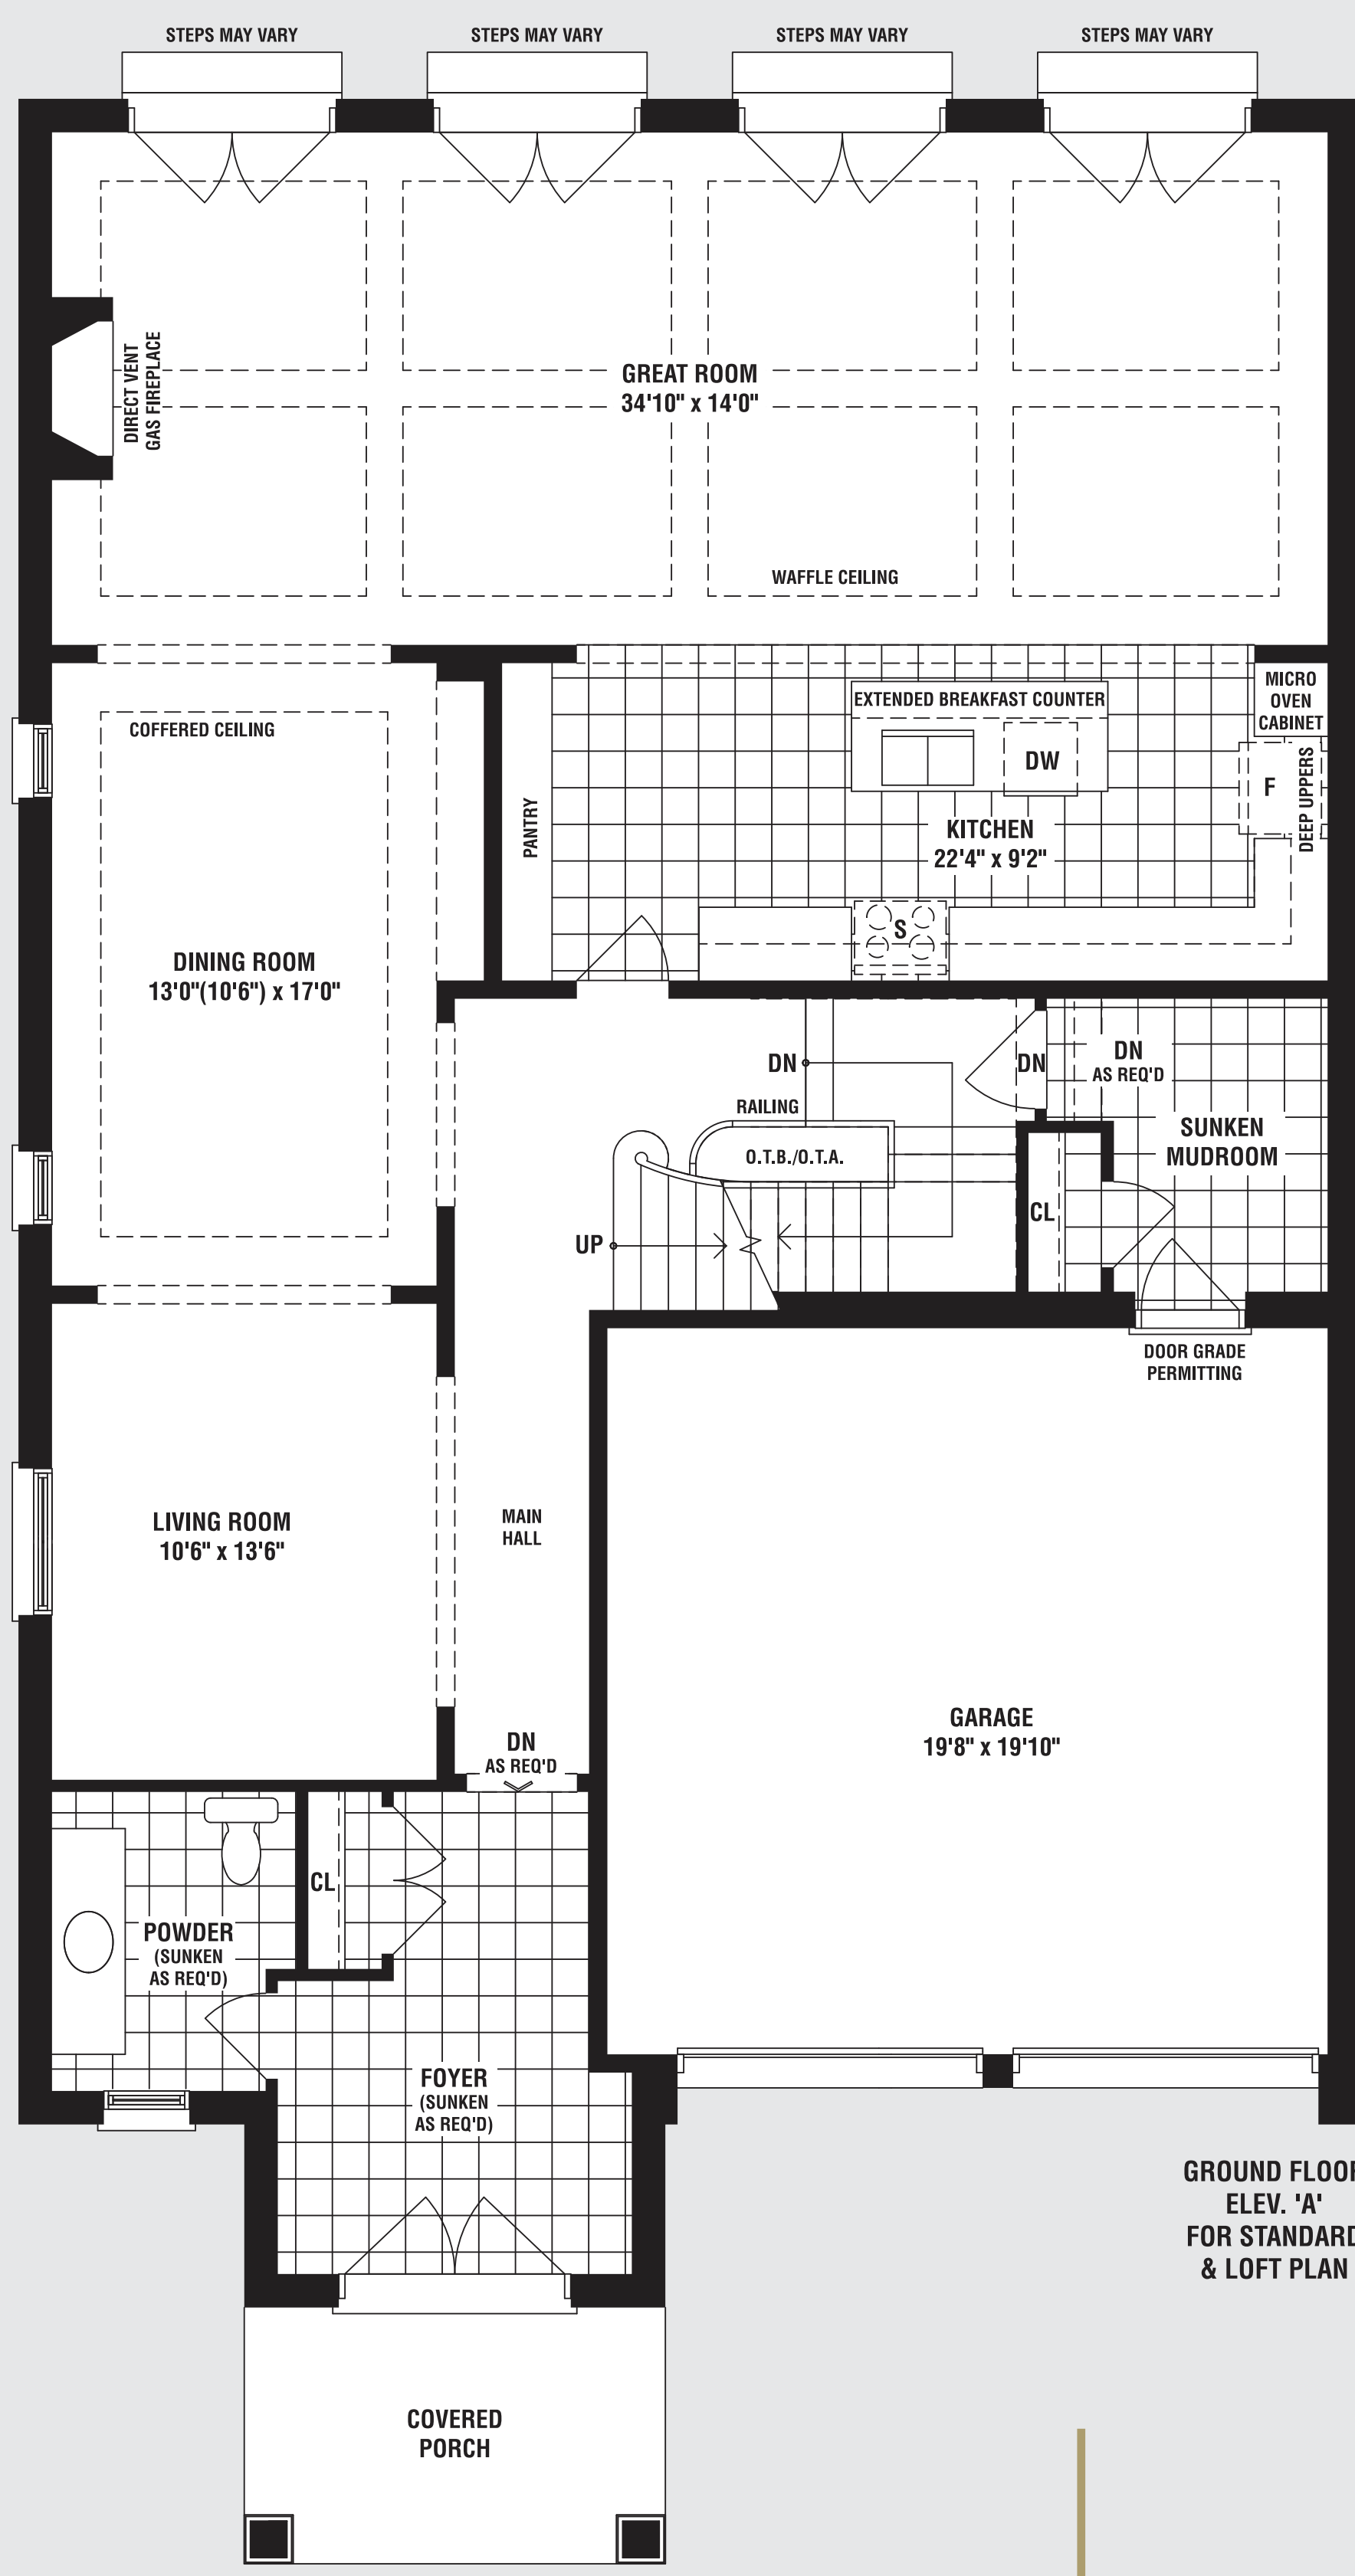 STEPS MAY VARY
STEPS MAY VARY
STEPS MAY VARY
STEPS MAY VARY
DIRECT VENT
GAS FIREPLACE
GREAT ROOM
34'10" x 14'0"
WAFFLE CEILING
COFFERED CEILING
EXTENDED BREAKFAST COUNTER
MICRO
OVEN
CABINET
DW
F
DEEP UPPERS
PANTRY
KITCHEN
22'4" x 9'2"
S
DINING ROOM
13'0"(10'6") x 17'0"
DN
DN
DN
AS REQ'D
RAILING
O.T.B./O.T.A.
SUNKEN
MUDROOM
CL
UP
DOOR GRADE
PERMITTING
LIVING ROOM
10'6" x 13'6"
MAIN
HALL
GARAGE
19'8" x 19'10"
DN
AS REQ'D
CL
POWDER
(SUNKEN
AS REQ'D)
FOYER
(SUNKEN
AS REQ'D)
GROUND FLOOR
ELEV. 'A'
FOR STANDARD
& LOFT PLAN
COVERED
PORCH